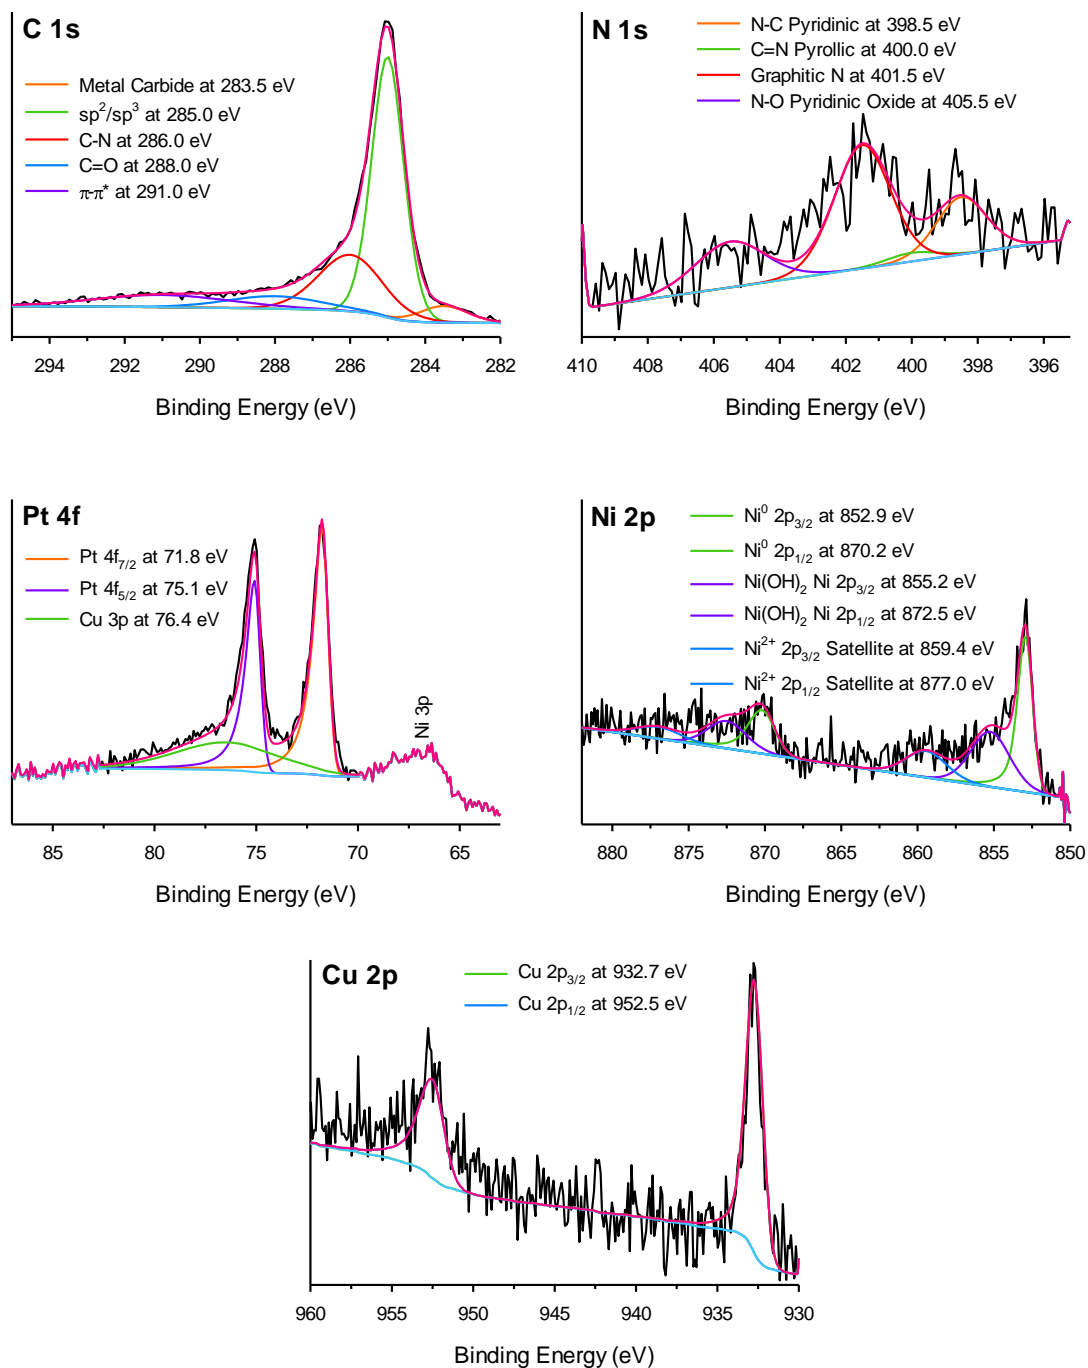 C 1s
Metal Carbide at 283.5 eV
sp²/sp³ at 285.0 eV
C-N at 286.0 eV
C=O at 288.0 eV
π-π* at 291.0 eV
294 292 290 288 286 284 282
Binding Energy (eV)
N 1s
N-C Pyridinic at 398.5 eV
C=N Pyrollic at 400.0 eV
Graphitic N at 401.5 eV
N-O Pyridinic Oxide at 405.5 eV
410 408 406 404 402 400 398 396
Binding Energy (eV)
Pt 4f
Pt 4f₇/₂ at 71.8 eV
Pt 4f₅/₂ at 75.1 eV
Cu 3p at 76.4 eV
Ni 3p
85 80 75 70 65
Binding Energy (eV)
Ni 2p
Ni⁰ 2p₃/₂ at 852.9 eV
Ni⁰ 2p₁/₂ at 870.2 eV
Ni(OH)₂ Ni 2p₃/₂ at 855.2 eV
Ni(OH)₂ Ni 2p₁/₂ at 872.5 eV
Ni²⁺ 2p₃/₂ Satellite at 859.4 eV
Ni²⁺ 2p₁/₂ Satellite at 877.0 eV
880 875 870 865 860 855 850
Binding Energy (eV)
Cu 2p
Cu 2p₃/₂ at 932.7 eV
Cu 2p₁/₂ at 952.5 eV
960 955 950 945 940 935 930
Binding Energy (eV)